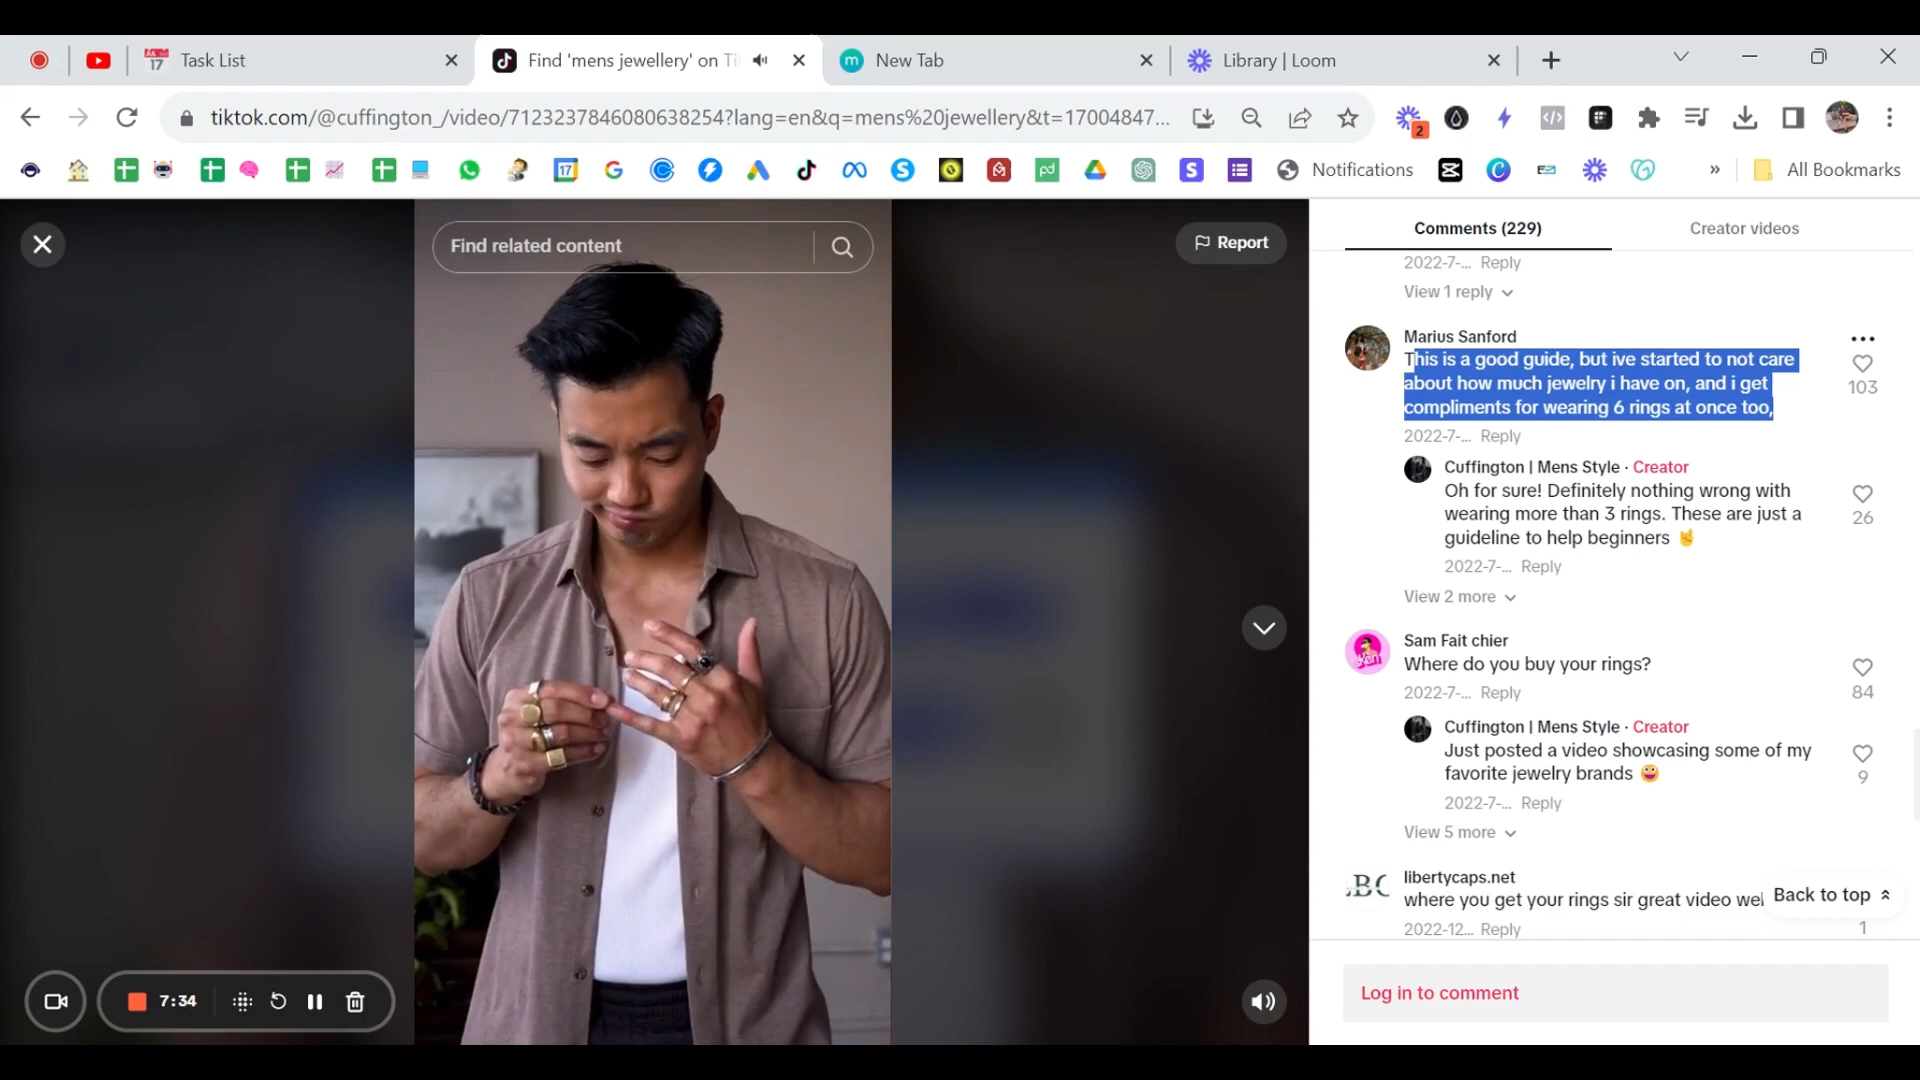 Task List
Find 'mens jewellery' on Ti
New Tab
Library | Loom
tiktok.com/@cuffington_/video/7123237846080638254?lang=en&q=mens%20jewellery&t=17004847...
2
17
Notifications
All Bookmarks
Find related content
Report
Comments (229)
Creator videos
2022-7-... Reply
View 1 reply
Marius Sanford
This is a good guide, but ive started to not care
about how much jewelry i have on, and i get
compliments for wearing 6 rings at once too,
103
2022-7-... Reply
Cuffington | Mens Style · Creator
Oh for sure! Definitely nothing wrong with
wearing more than 3 rings. These are just a
guideline to help beginners 🤘
26
2022-7-... Reply
View 2 more
Sam Fait chier
Where do you buy your rings?
84
2022-7-... Reply
Cuffington | Mens Style · Creator
Just posted a video showcasing some of my
favorite jewelry brands 😀
9
2022-7-... Reply
View 5 more
libertycaps.net
where you get your rings sir great video wel
Back to top
2022-12... Reply
1
Log in to comment
7:34